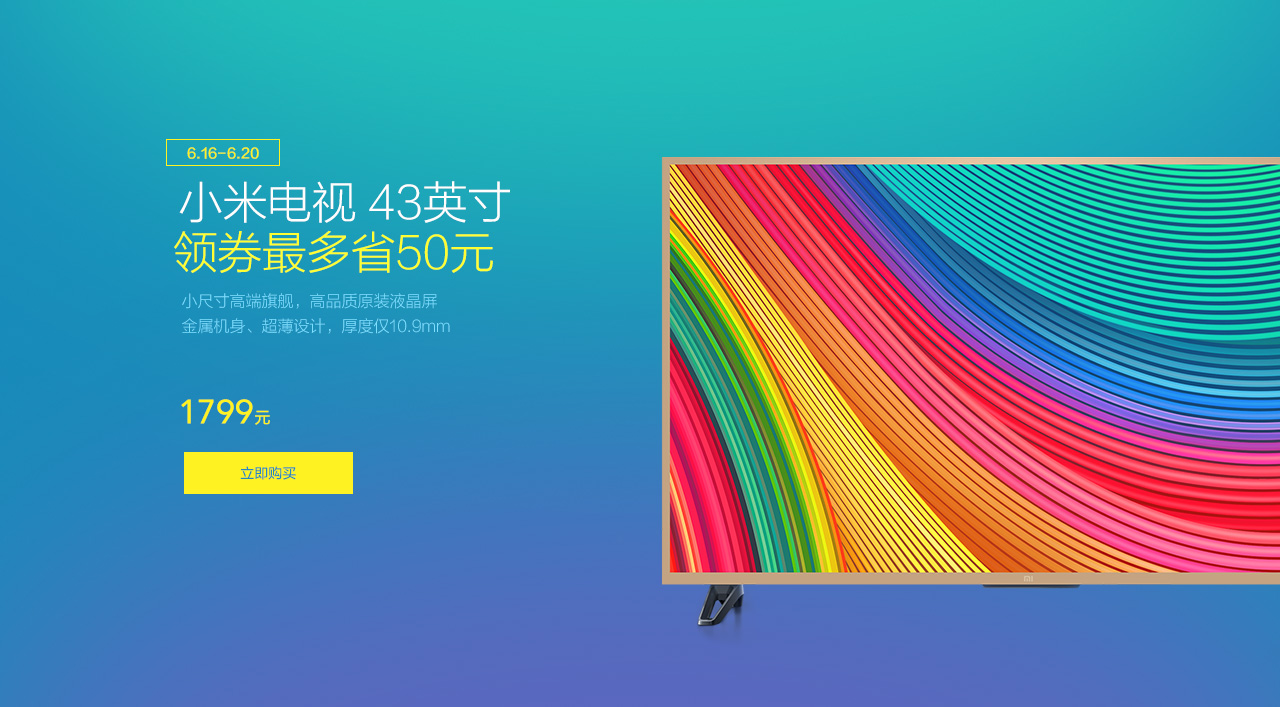 6.16-6.20
小米电视 43英寸
领券最多省50元
小尺寸高端旗舰，高品质原装液晶屏
金属机身、超薄设计，厚度仅10.9mm
1799元
立即购买
MI